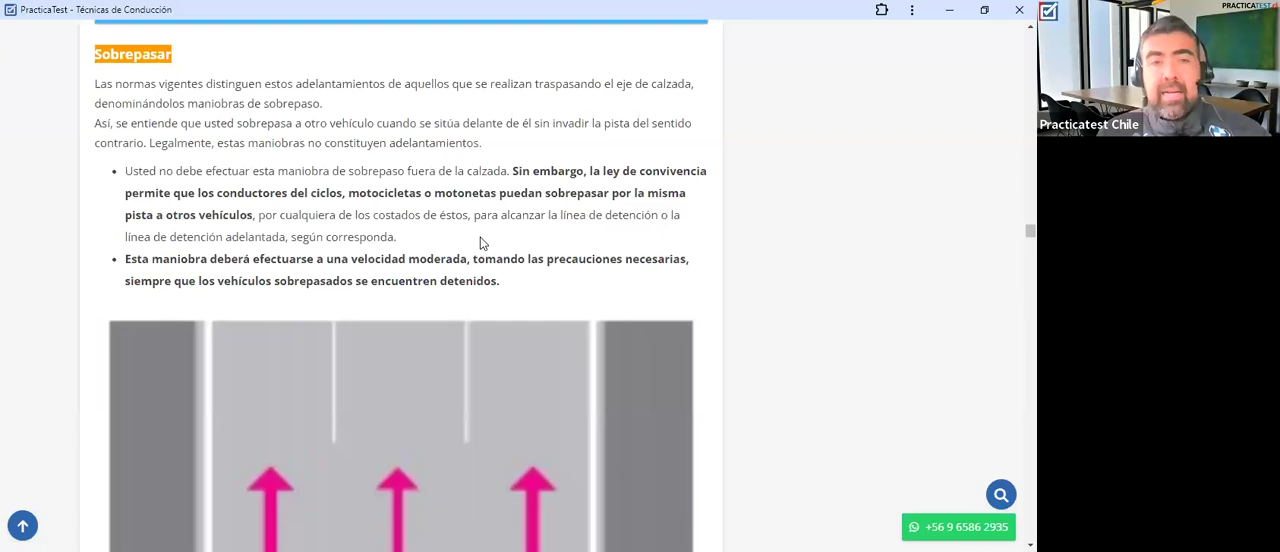 PracticaTest - Técnicas de Conducción
PRACTICATEST
Sobrepasar
Las normas vigentes distinguen estos adelantamientos de aquellos que se realizan traspasando el eje de calzada,
denominándolos maniobras de sobrepaso.
Así, se entiende que usted sobrepasa a otro vehículo cuando se sitúa delante de él sin invadir la pista del sentido
contrario. Legalmente, estas maniobras no constituyen adelantamientos.
Usted no debe efectuar esta maniobra de sobrepaso fuera de la calzada. Sin embargo, la ley de convivencia
permite que los conductores del ciclos, motocicletas o motonetas puedan sobrepasar por la misma
pista a otros vehículos, por cualquiera de los costados de éstos, para alcanzar la línea de detención o la
línea de detención adelantada, según corresponda.
Esta maniobra deberá efectuarse a una velocidad moderada, tomando las precauciones necesarias,
siempre que los vehículos sobrepasados se encuentren detenidos.
Practicatest Chile
+56 9 6586 2935